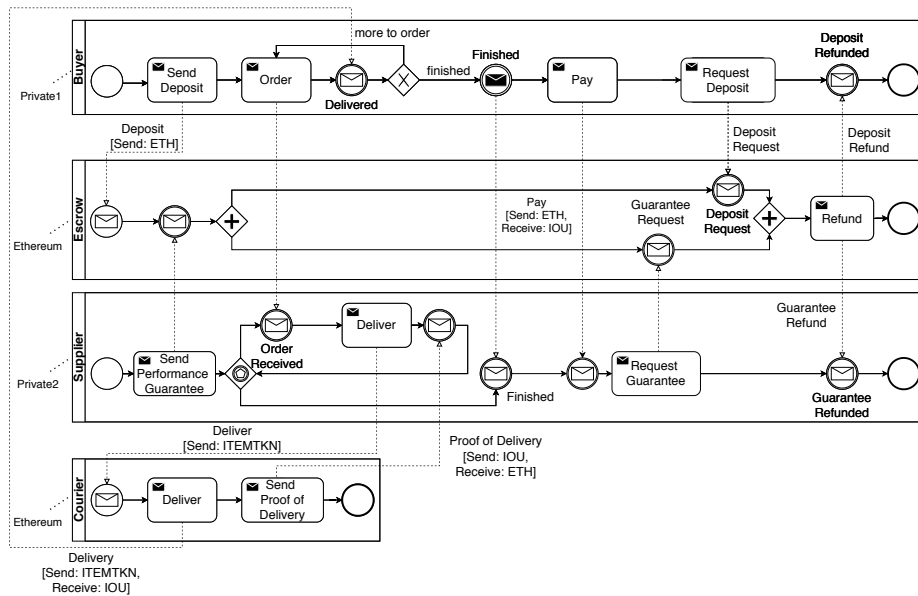 more to order
Buyer
Send
Deposit
Order
Delivered
finished
Finished
Pay
Request
Deposit
Deposit
Refunded
Private1
Deposit
[Send: ETH]
Deposit
Request
Deposit
Refund
Escrow
Ethereum
Pay
[Send: ETH,
Receive: IOU]
Guarantee
Request
Deposit
Request
Refund
Supplier
Private2
Send
Performance
Guarantee
Order
Received
Deliver
Finished
Request
Guarantee
Guarantee
Refund
Guarantee
Refunded
Deliver
[Send: ITEMTKN]
Proof of Delivery
[Send: IOU,
Receive: ETH]
Courier
Ethereum
Deliver
Send
Proof of
Delivery
Delivery
[Send: ITEMTKN,
Receive: IOU]